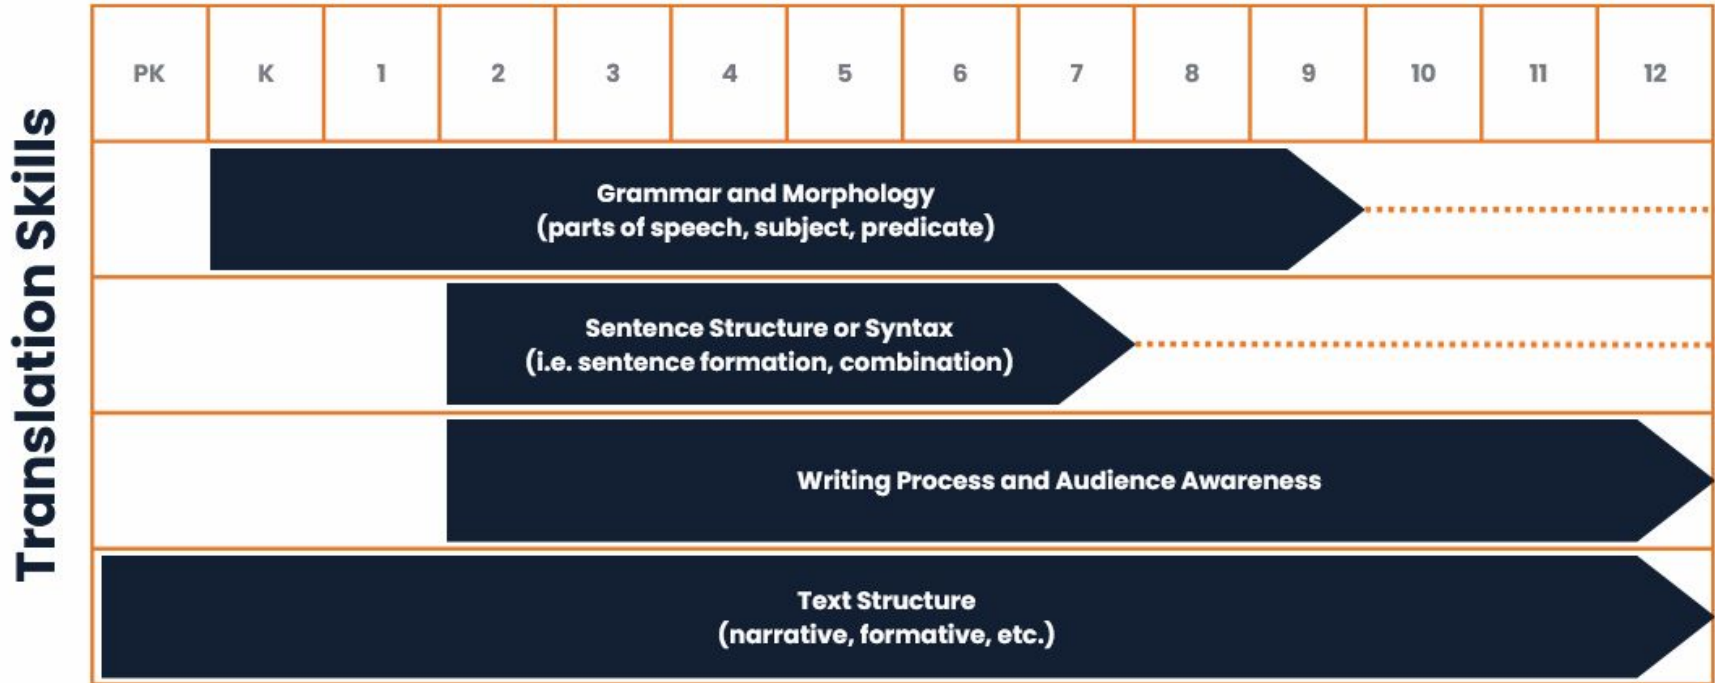 Translation Skills
PK K 1 2 3 4 5 6 7 8 9 10 11 12
Grammar and Morphology
(parts of speech, subject, predicate)
Sentence Structure or Syntax
(i.e. sentence formation, combination)
Writing Process and Audience Awareness
Text Structure
(narrative, formative, etc.)